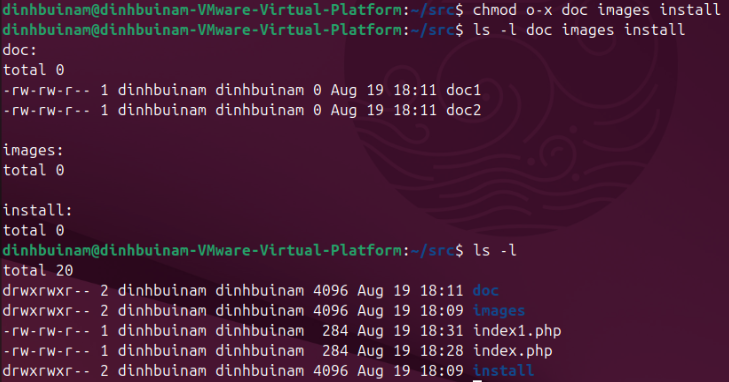 dinhbuinam@dinhbuinam-VMware-Virtual-Platform:~/src$ chmod o-x doc images install
dinhbuinam@dinhbuinam-VMware-Virtual-Platform:~/src$ ls -l doc images install
doc:
total 0
-rw-rw-r-- 1 dinhbuinam dinhbuinam 0 Aug 19 18:11 doc1
-rw-rw-r-- 1 dinhbuinam dinhbuinam 0 Aug 19 18:11 doc2

images:
total 0

install:
total 0
dinhbuinam@dinhbuinam-VMware-Virtual-Platform:~/src$ ls -l
total 20
drwxrwxr-- 2 dinhbuinam dinhbuinam 4096 Aug 19 18:11 doc
drwxrwxr-- 2 dinhbuinam dinhbuinam 4096 Aug 19 18:09 images
-rw-rw-r-- 1 dinhbuinam dinhbuinam  284 Aug 19 18:31 index1.php
-rw-rw-r-- 1 dinhbuinam dinhbuinam  284 Aug 19 18:28 index.php
drwxrwxr-- 2 dinhbuinam dinhbuinam 4096 Aug 19 18:09 install